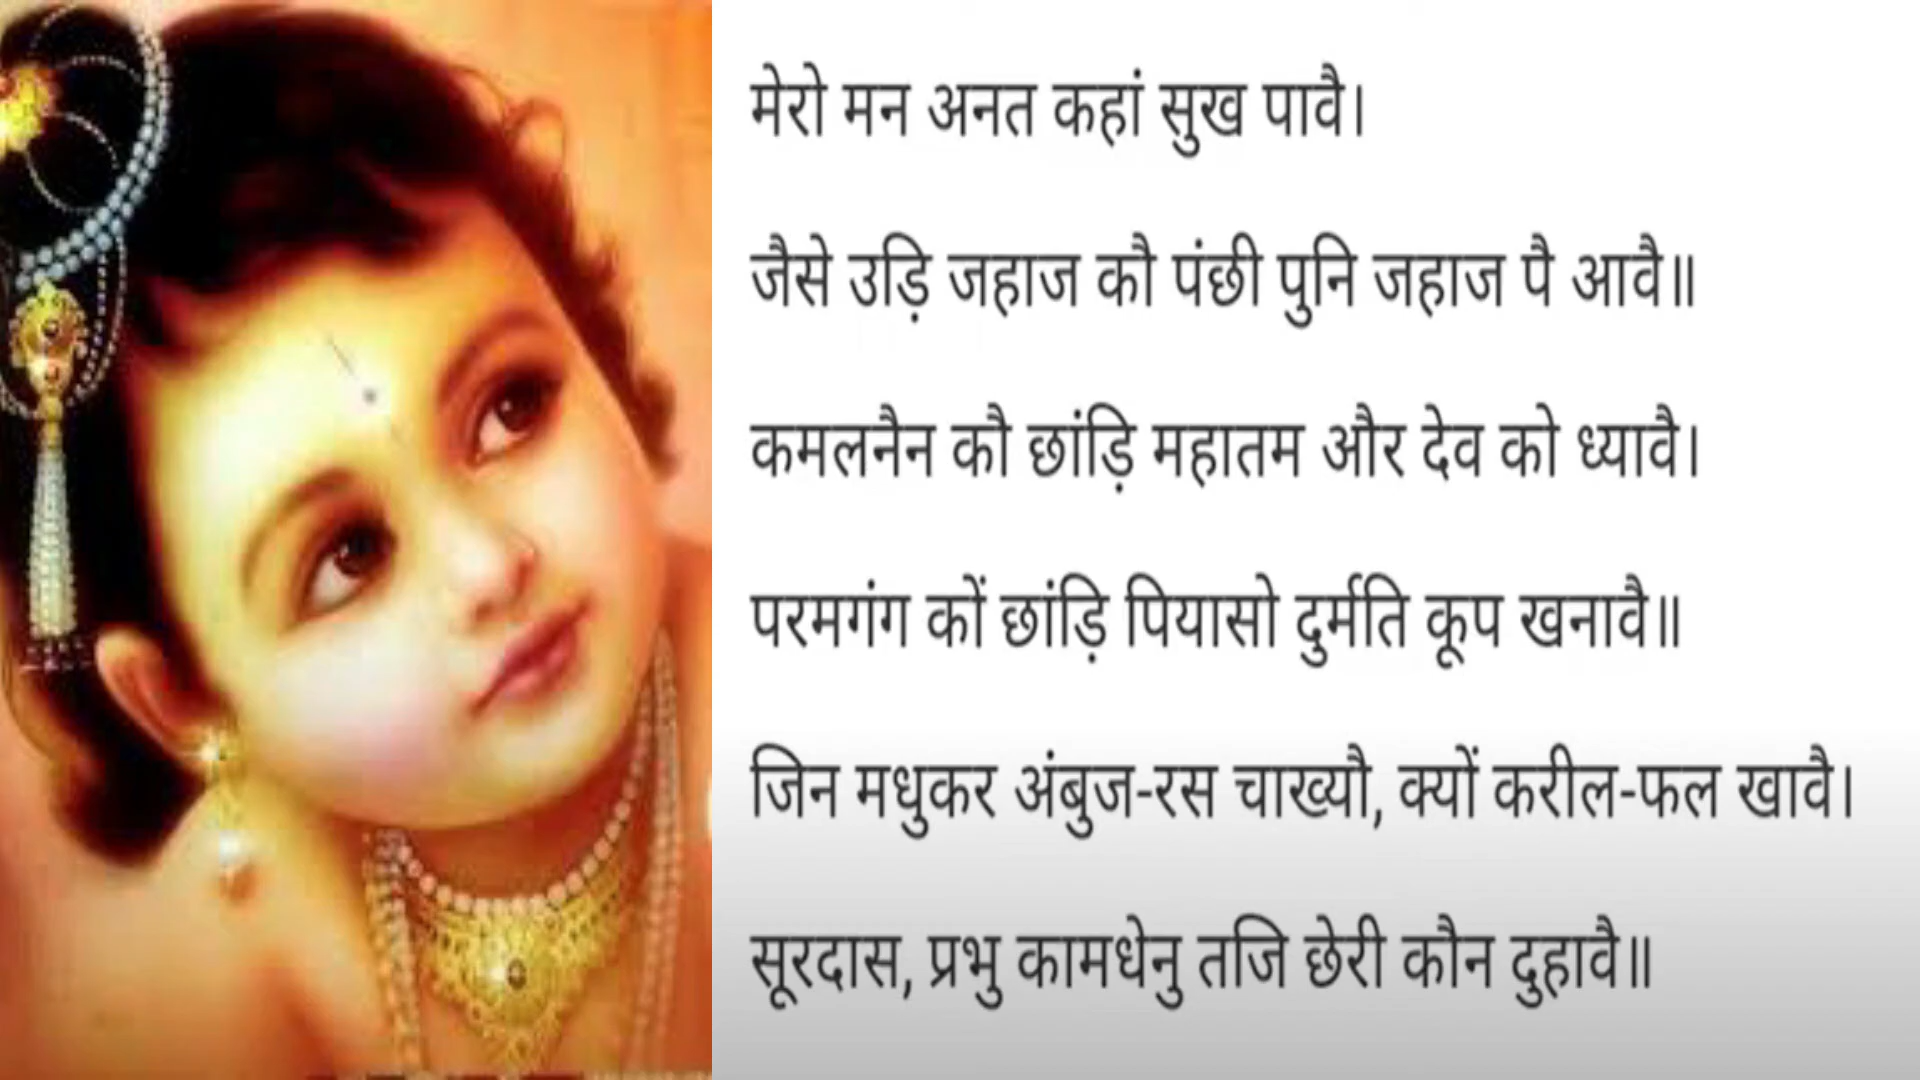 मेरो मन अनत कहां सुख पावै।
जैसे उड़ि जहाज कौ पंछी पुनि जहाज पै आवै॥
कमलनैन कौ छांड़ि महातम और देव को ध्यावै।
परमगंग कों छांड़ि पियासो दुर्मति कूप खनावै॥
जिन मधुकर अंबुज-रस चाख्यौ, क्यों करील-फल खावै।
सूरदास, प्रभु कामधेनु तजि छेरी कौन दुहावै॥